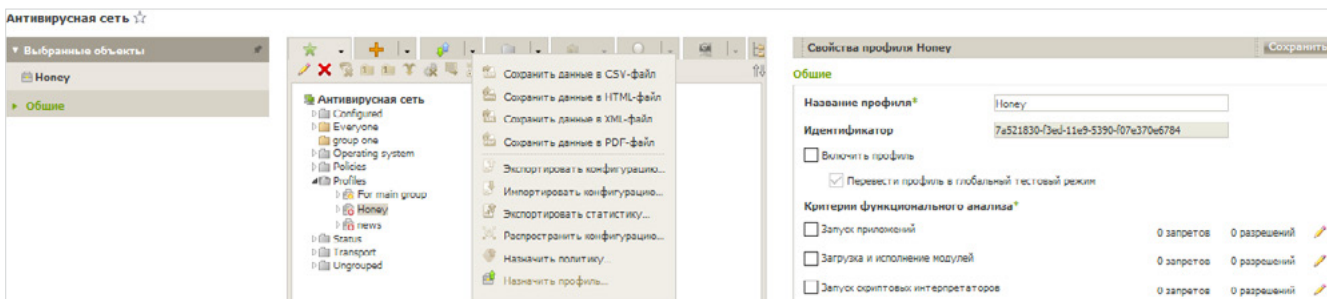 Антивирусная сеть
Выбранные объекты
Honey
Общие
Антивирусная сеть
Configured
Everyone
group one
Operating system
Policies
Profiles
For main group
Honey
news
Status
Transport
Ungrouped
Сохранить данные в CSV-файл
Сохранить данные в HTML-файл
Сохранить данные в XML-файл
Сохранить данные в PDF-файл
Экспортировать конфигурацию...
Импортировать конфигурацию...
Экспортировать статистику...
Распространить конфигурацию...
Назначить политику...
Назначить профиль...
Свойства профиля Honey
Сохранить
Общие
Название профиля* Honey
Идентификатор 7a521830-f3ed-11e9-5390-f07e370e6784
Включить профиль
Перевести профиль в глобальный тестовый режим
Критерии функционального анализа*
Запуск приложений 0 запретов 0 разрешений
Загрузка и исполнение модулей 0 запретов 0 разрешений
Запуск скриптовых интерпретаторов 0 запретов 0 разрешений